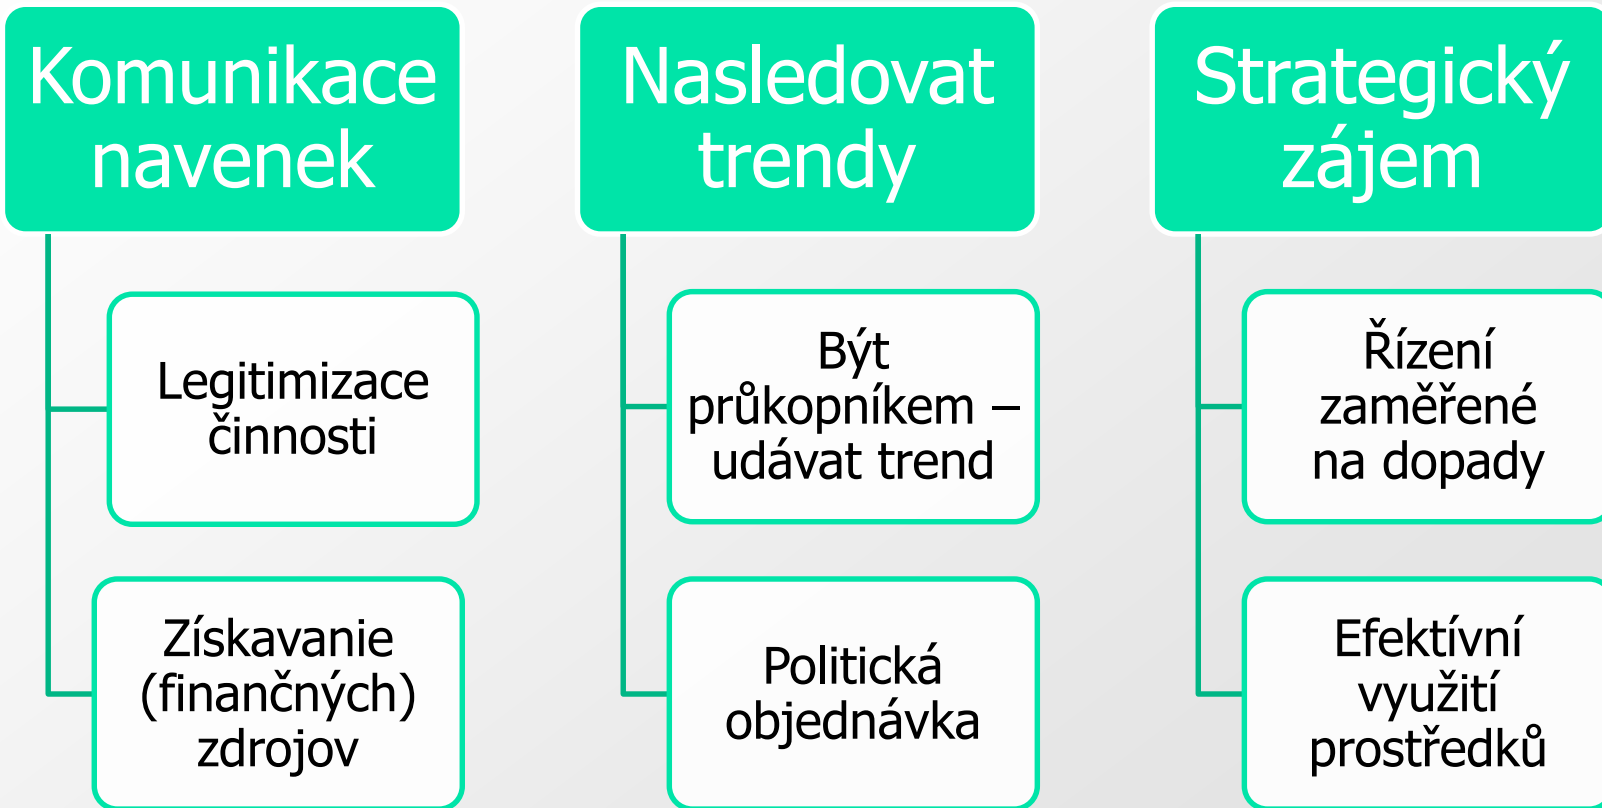 Komunikace
navenek
Legitimizace
činnosti
Získavanie
(finančných)
zdrojov
Nasledovat
trendy
Být
průkopníkem –
udávat trend
Politická
objednávka
Strategický
zájem
Řízení
zaměřené
na dopady
Efektívní
využití
prostředků